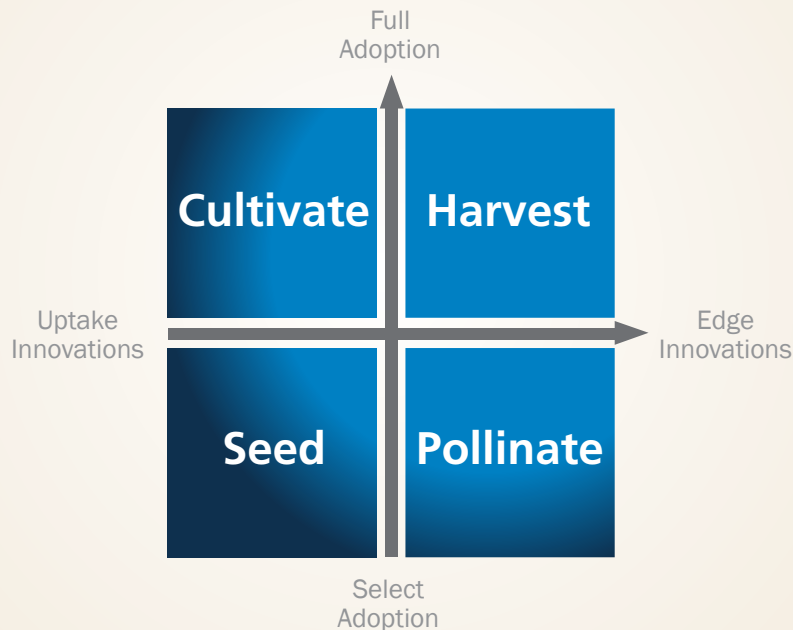 Full
Adoption
Cultivate
Harvest
Uptake
Innovations
Edge
Innovations
Seed
Pollinate
Select
Adoption